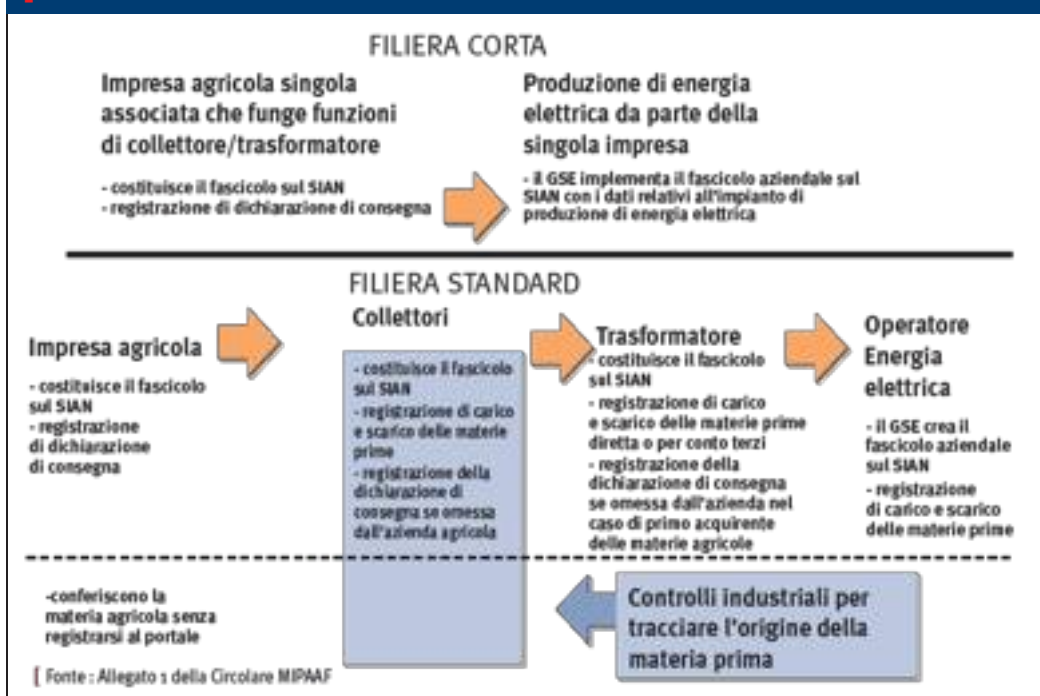 FILIERA CORTA
Impresa agricola singola
associata che funge funzioni
di collettore/trasformatore
- costituisce il fascicolo sul SIAN
- registrazione di dichiarazione di consegna
Produzione di energia
elettrica da parte della
singola impresa
- il GSE implementa il fascicolo aziendale sul
SIAN con i dati relativi all'impianto di
produzione di energia elettrica
FILIERA STANDARD
Impresa agricola
- costituisce il fascicolo
sul SIAN
- registrazione
di dichiarazione
di consegna
Collettori
- costituisce il fascicolo
sul SIAN
- registrazione di carico
e scarico delle materie
prime
- registrazione della
dichiarazione di
consegna se omessa
dall'azienda agricola
Trasformatore
- costituisce il fascicolo
sul SIAN
- registrazione di carico
e scarico delle materie prime
diretta o per conto terzi
- registrazione della
dichiarazione di consegna
se omessa dall'azienda nel
caso di primo acquirente
delle materie agricole
Operatore
Energia
elettrica
- il GSE crea il
fascicolo aziendale
sul SIAN
- registrazione
di carico e scarico
delle materie prime
-conferiscono la
materia agricola senza
registrarsi al portale
Controlli industriali per
tracciare l'origine della
materia prima
[ Fonte : Allegato 1 della Circolare MIPAAF